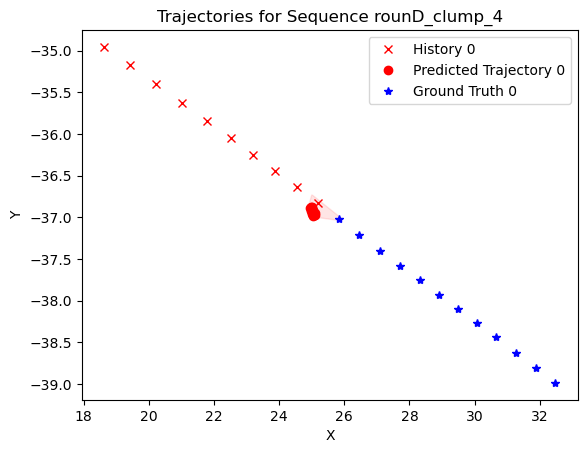 Trajectories for Sequence rounD_clump_4
History 0
Predicted Trajectory 0
Ground Truth 0
−35.0
−35.5
−36.0
−36.5
−37.0
−37.5
−38.0
−38.5
−39.0
Y
18
20
22
24
26
28
30
32
X